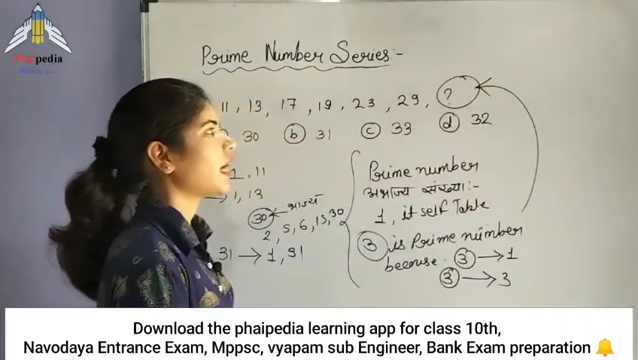 Phaipedia
Prime Number Series:-
11, 13, 17, 19, 23, 29, ?
30 (b) 31 (c) 33 (d) 32
1, 11
→ 1, 13
30 ← भाज्य
2, 5, 6, 15, 30
31 → 1, 31
Prime number
अभाज्य संख्या:-
1, it self Table
3 is Prime number
because 3 → 1
3 → 3
Download the phaipedia learning app for class 10th,
Navodaya Entrance Exam, Mppsc, vyapam sub Engineer, Bank Exam preparation 🔔